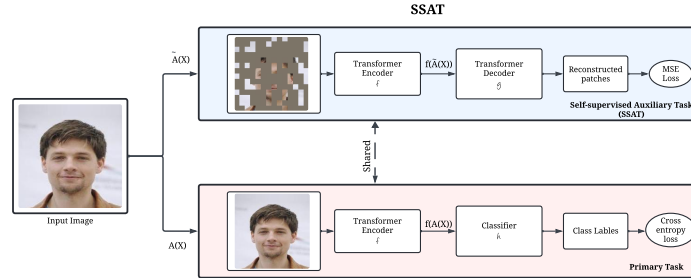 SSAT
Ã(X)
Transformer
Encoder
f
f(Ã(X))
Transformer
Decoder
g
Reconstructed
patches
MSE
Loss
Self-supervised Auxiliary Task
(SSAT)
Shared
Input Image
A(X)
Transformer
Encoder
f
f(A(X))
Classifier
h
Class Lables
Cross
entropy
loss
Primary Task